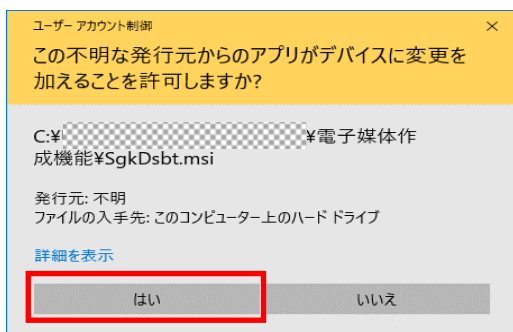 ユーザー アカウント制御
この不明な発行元からのアプリがデバイスに変更を
加えることを許可しますか?
C:¥ ¥電子媒体作
成機能¥SgkDsbt.msi
発行元: 不明
ファイルの入手先: このコンピューター上のハード ドライブ
詳細を表示
はい いいえ